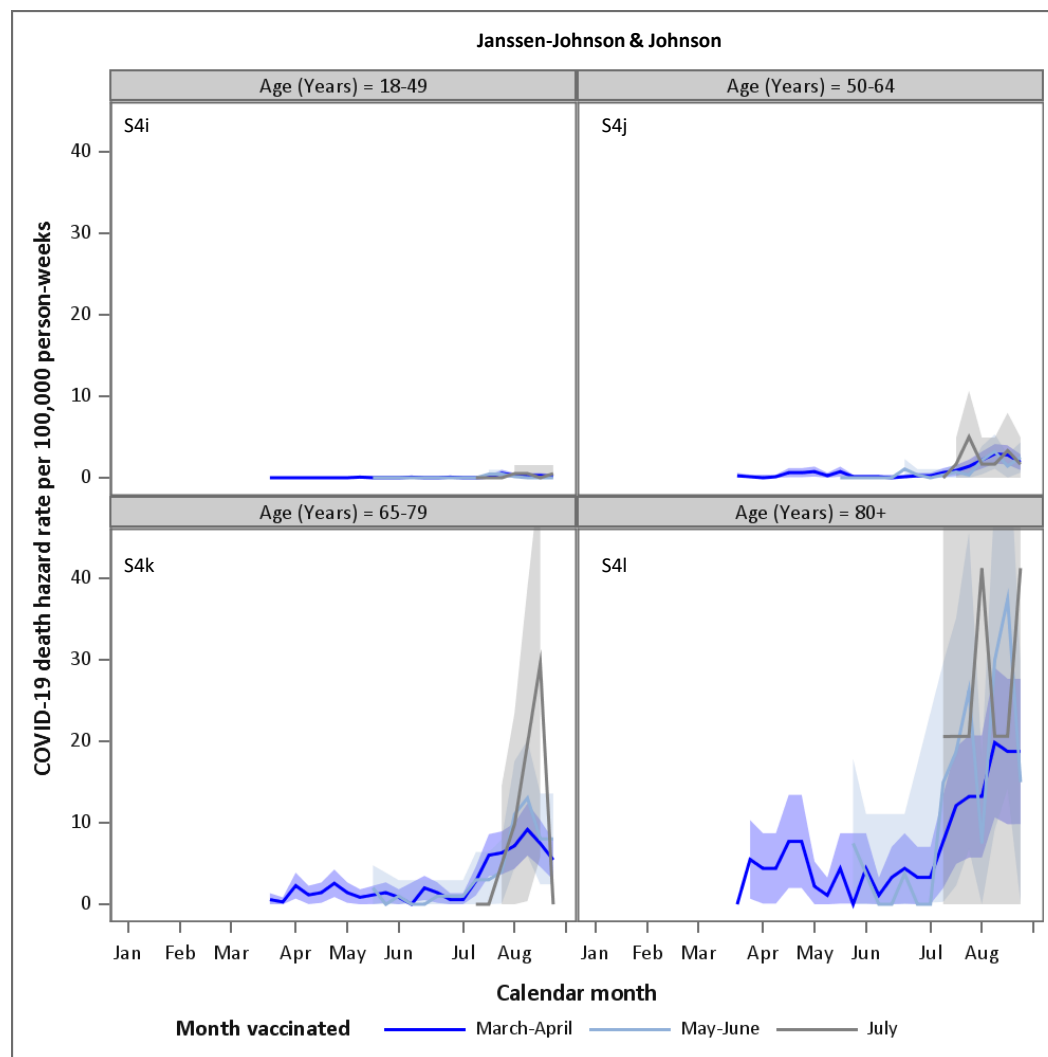 Janssen-Johnson & Johnson
Age (Years) = 18-49
Age (Years) = 50-64
S4i
S4j
40
30
20
10
0
Age (Years) = 65-79
Age (Years) = 80+
S4k
S4l
40
30
20
10
0
COVID-19 death hazard rate per 100,000 person-weeks
Jan Feb Mar Apr May Jun Jul Aug
Jan Feb Mar Apr May Jun Jul Aug
Calendar month
Month vaccinated March-April May-June July